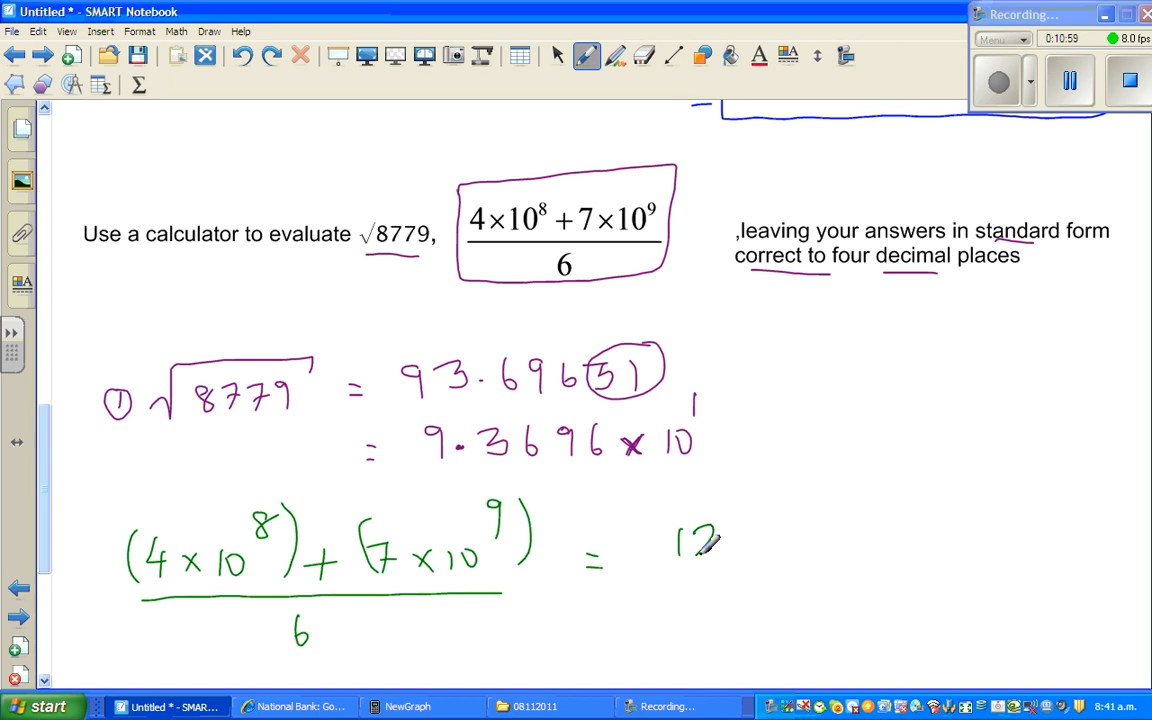 Untitled * - SMART Notebook
Recording...
File Edit View Insert Format Math Draw Help
Menu 0:10:59 8.0 fps
Use a calculator to evaluate √8779, (4×10⁸ + 7×10⁹)/6 ,leaving your answers in standard form
correct to four decimal places
① √8779 = 93.69651
= 9.3696 × 10¹
(4 × 10⁸) + (7 × 10⁹) = 12
6
start Untitled * - SMART... National Bank: Go... NewGraph 08112011 Recording... 8:41 a.m.